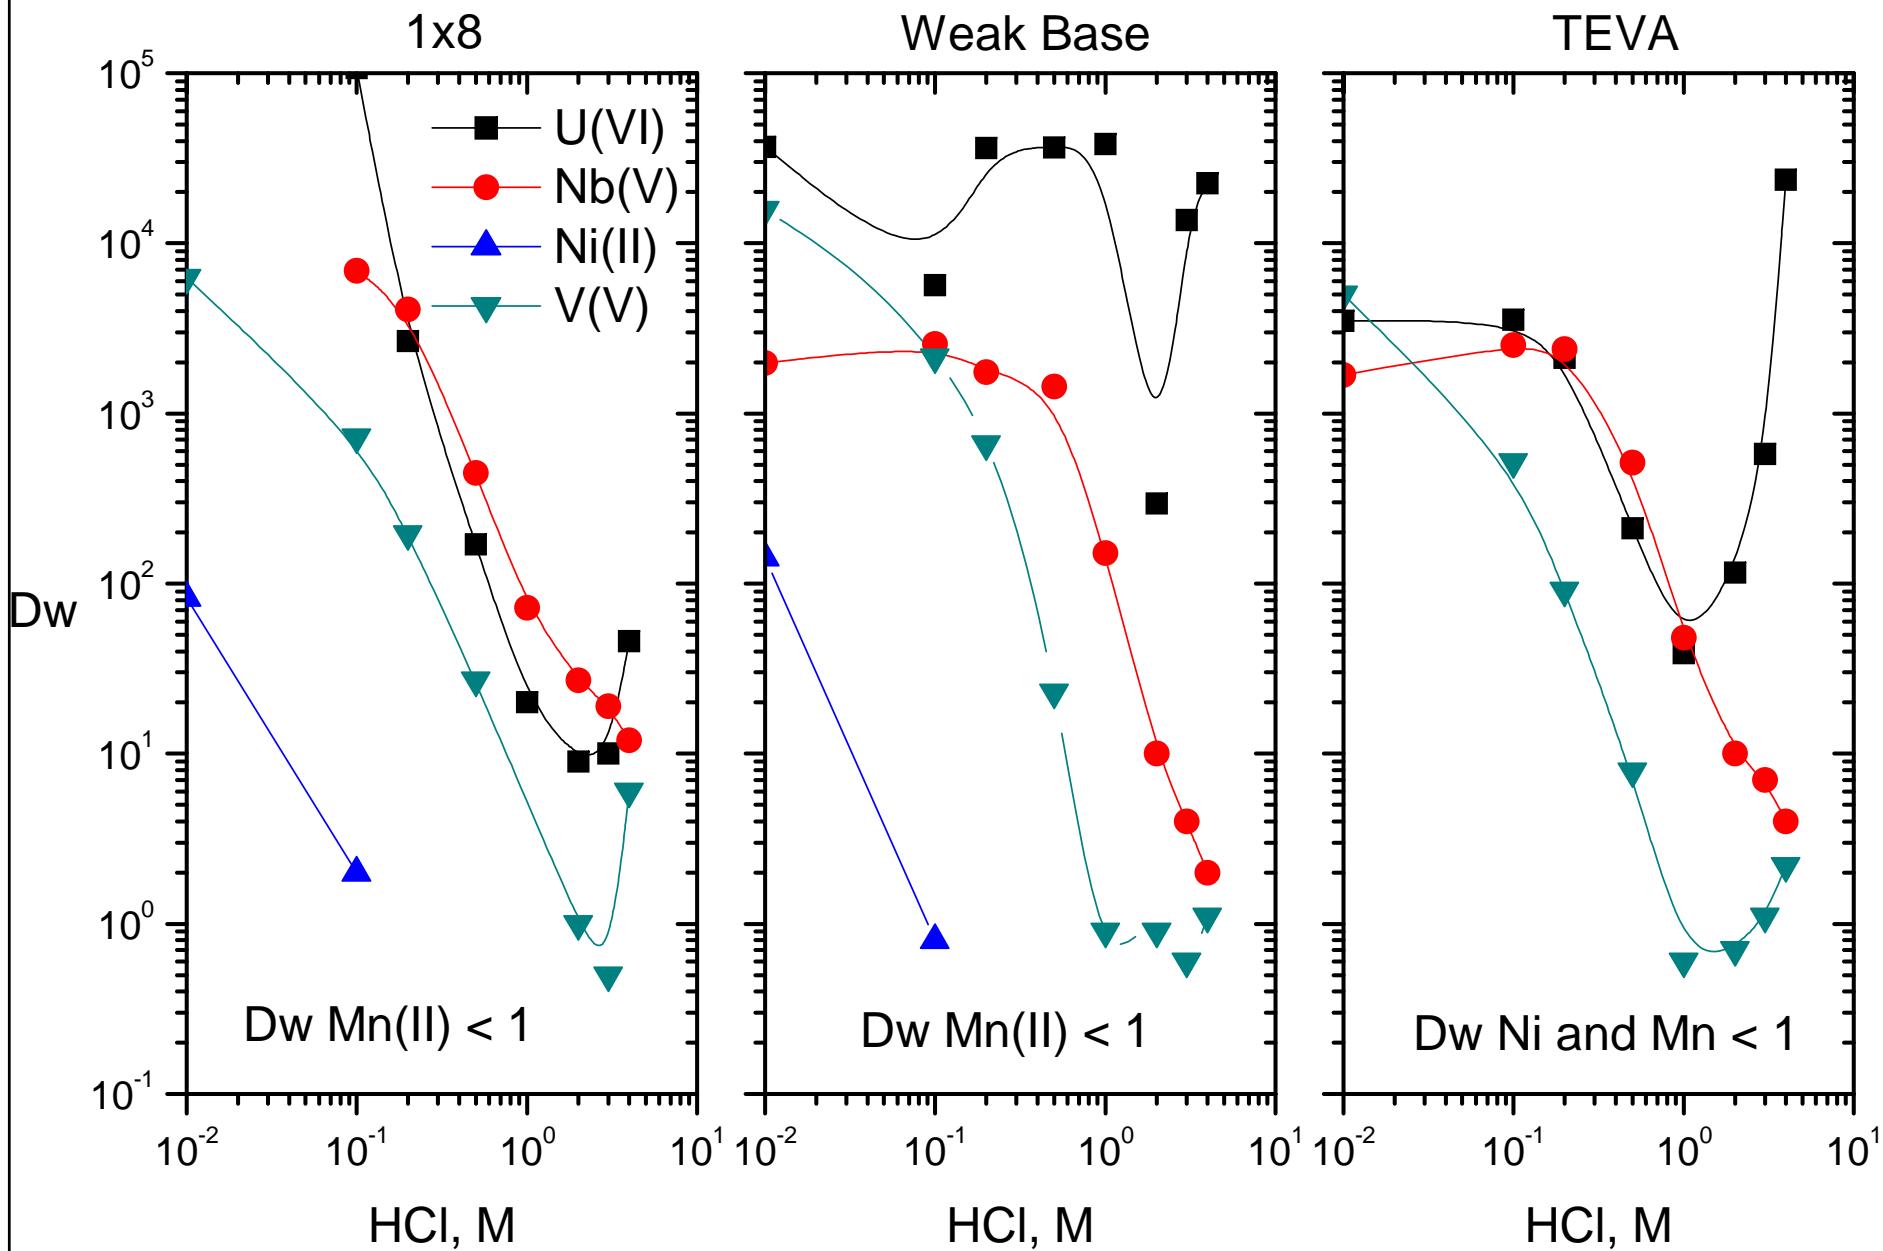 1x8
Weak Base
TEVA
10^5
10^4
10^3
10^2
10^1
10^0
10^-1
Dw
U(VI)
Nb(V)
Ni(II)
V(V)
Dw Mn(II) < 1
Dw Mn(II) < 1
Dw Ni and Mn < 1
10^-2 10^-1 10^0 10^1
10^-2 10^-1 10^0 10^1
10^-2 10^-1 10^0 10^1
HCl, M
HCl, M
HCl, M